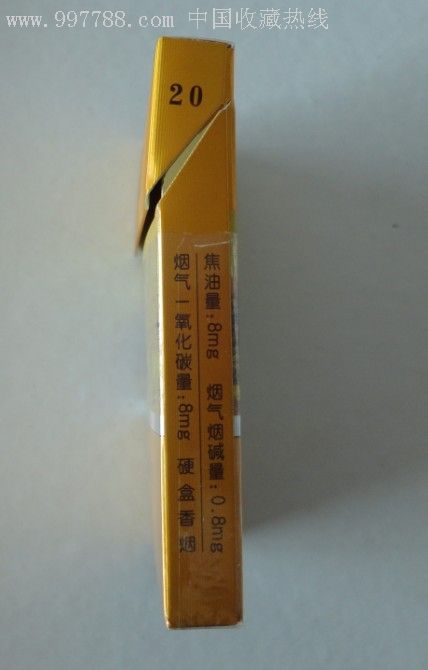 www.997788.com 中国收藏热线
20
焦油量:8mg 烟气烟碱量:0.8mg
烟气一氧化碳量:8mg 硬盒香烟